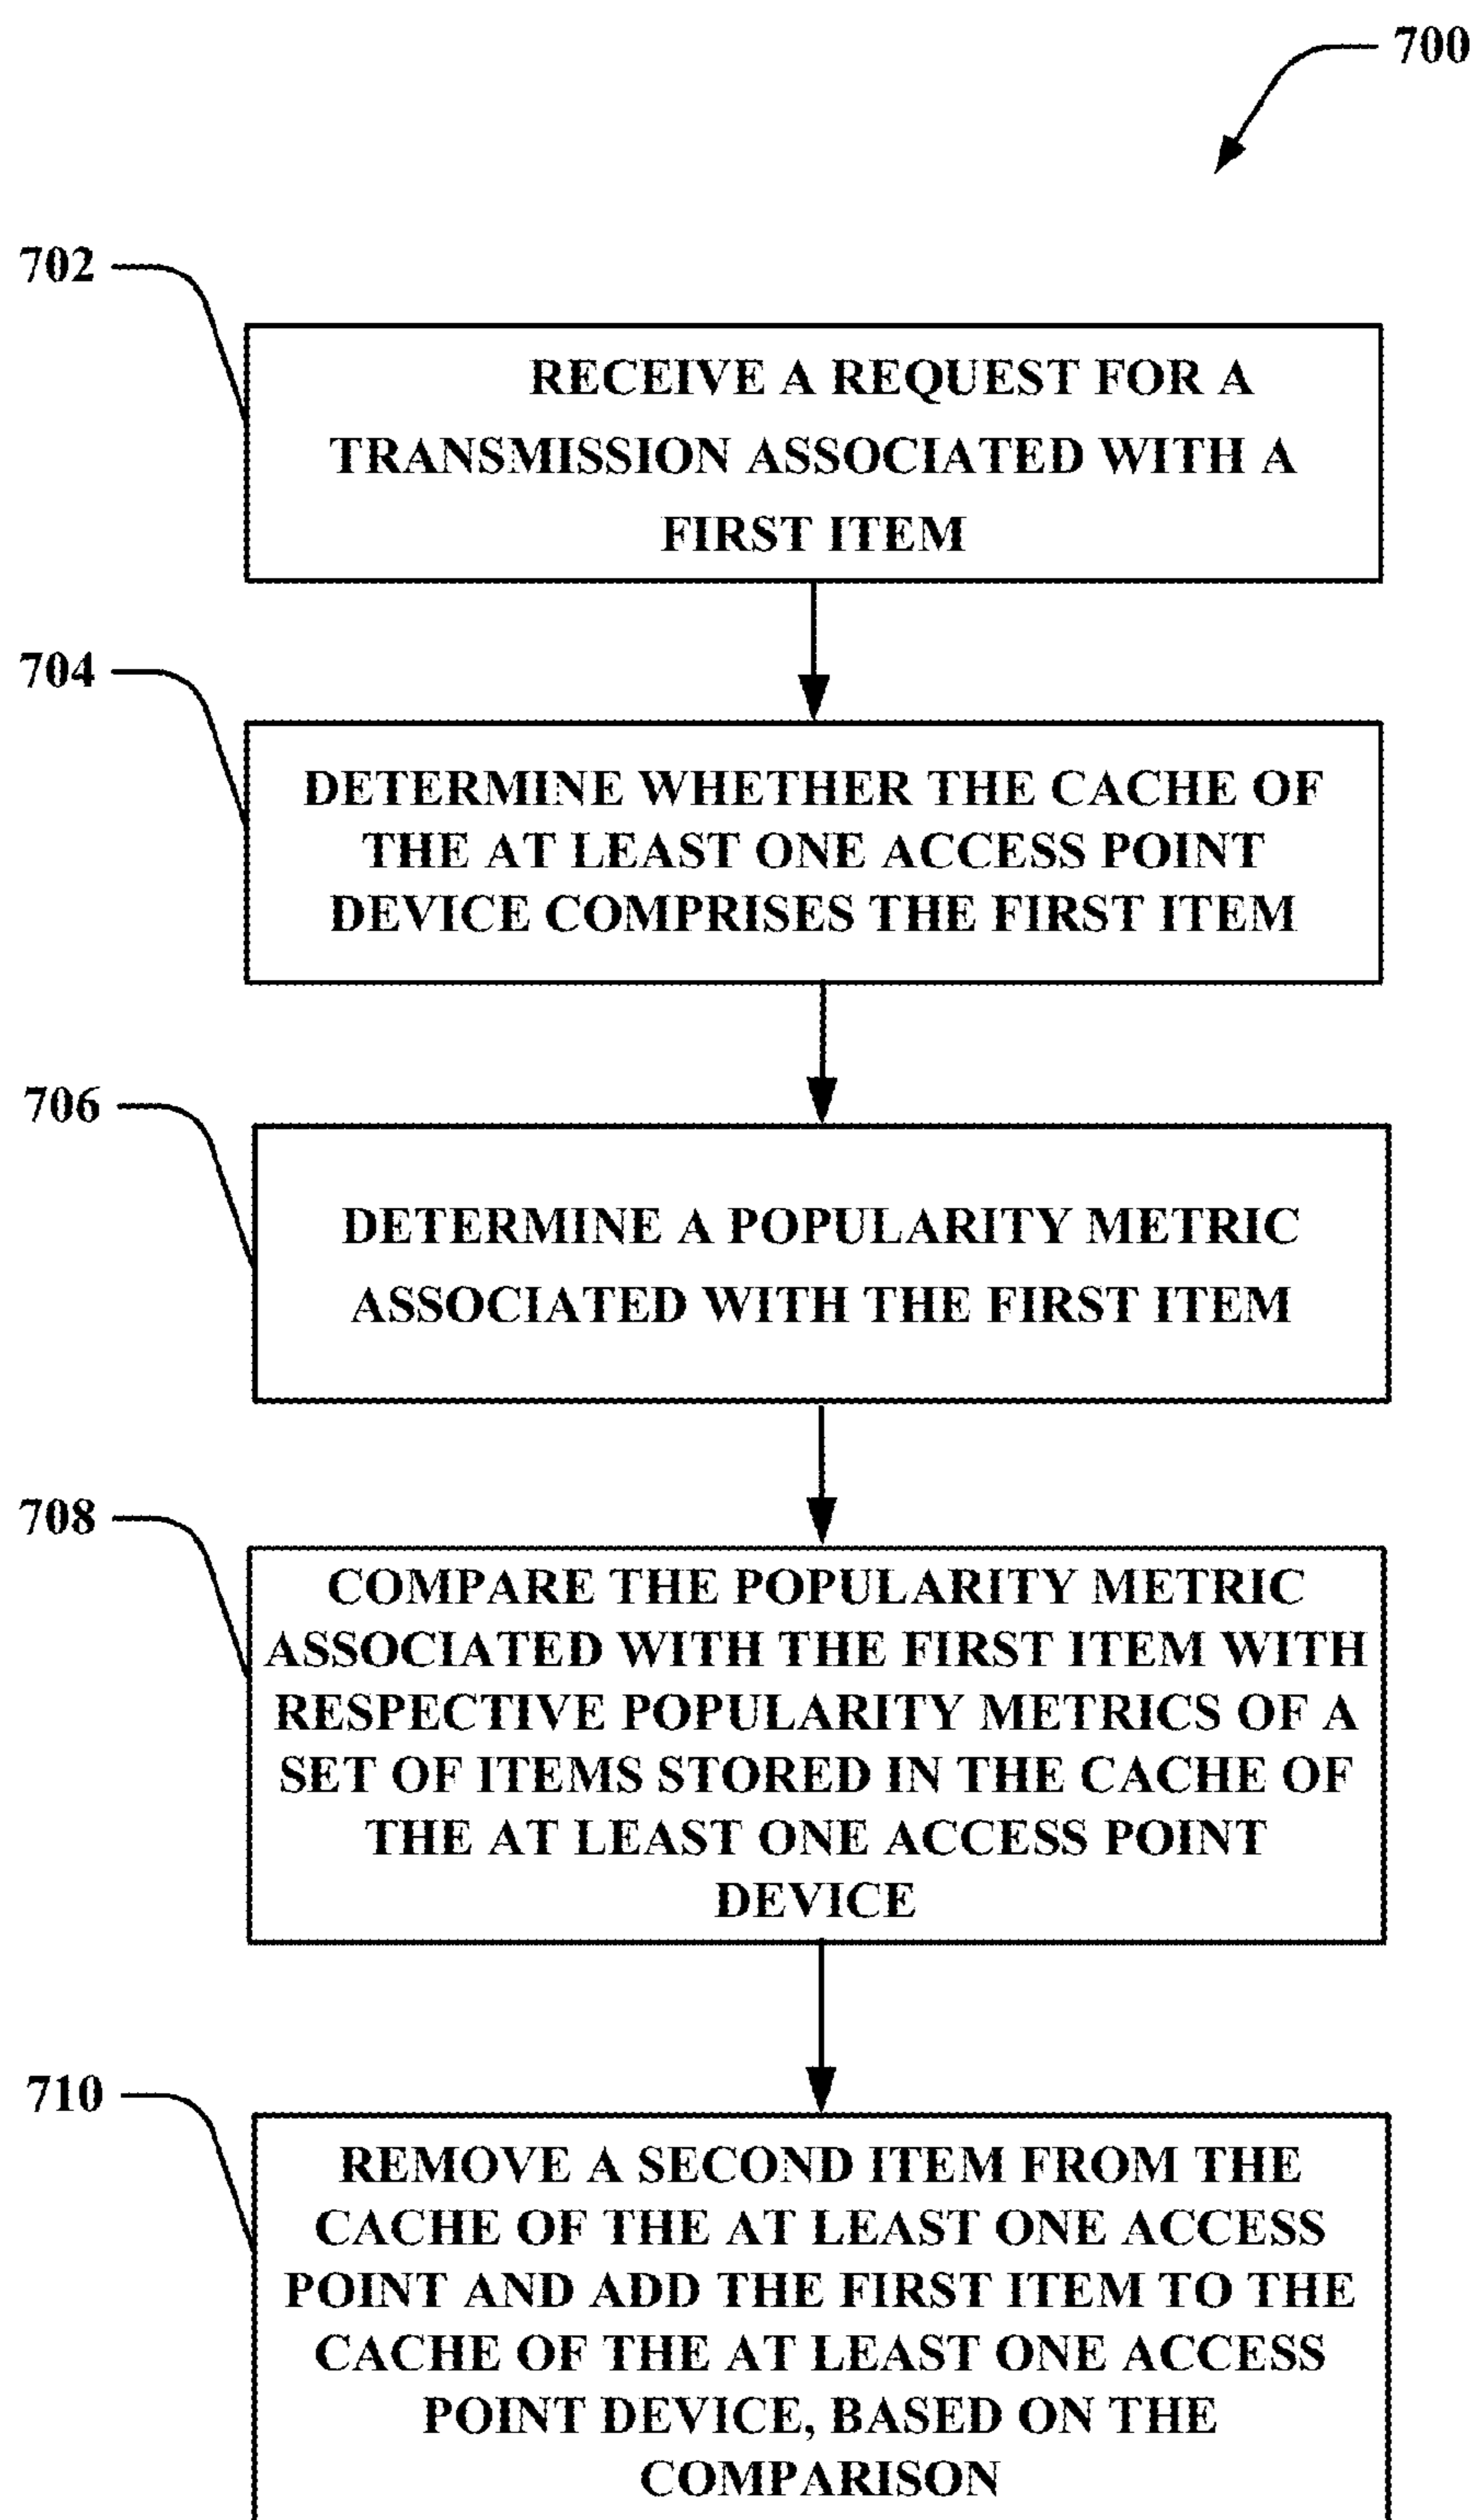 700
702
RECEIVE A REQUEST FOR A
TRANSMISSION ASSOCIATED WITH A
FIRST ITEM
704
DETERMINE WHETHER THE CACHE OF
THE AT LEAST ONE ACCESS POINT
DEVICE COMPRISES THE FIRST ITEM
706
DETERMINE A POPULARITY METRIC
ASSOCIATED WITH THE FIRST ITEM
708
COMPARE THE POPULARITY METRIC
ASSOCIATED WITH THE FIRST ITEM WITH
RESPECTIVE POPULARITY METRICS OF A
SET OF ITEMS STORED IN THE CACHE OF
THE AT LEAST ONE ACCESS POINT
DEVICE
710
REMOVE A SECOND ITEM FROM THE
CACHE OF THE AT LEAST ONE ACCESS
POINT AND ADD THE FIRST ITEM TO THE
CACHE OF THE AT LEAST ONE ACCESS
POINT DEVICE, BASED ON THE
COMPARISON